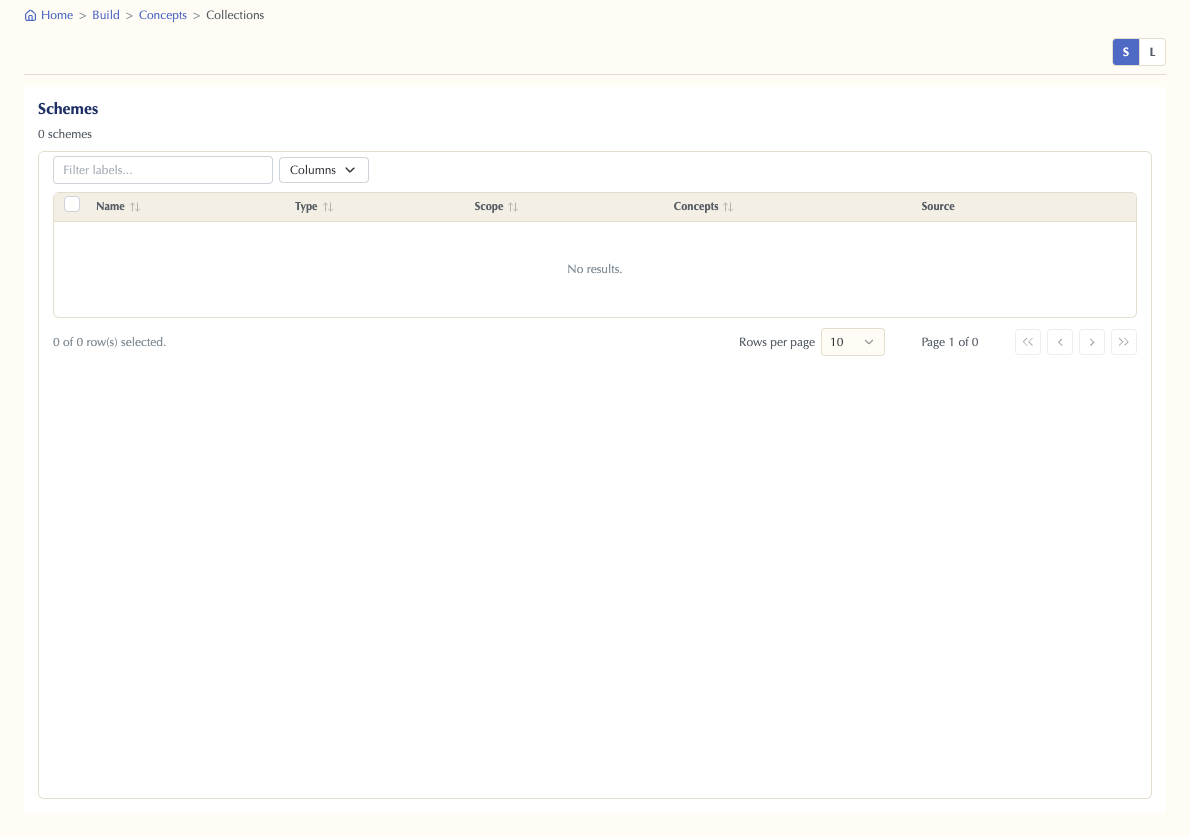 Home > Build > Concepts > Collections
S L
Schemes
0 schemes
Filter labels... Columns
Name Type Scope Concepts Source
No results.
0 of 0 row(s) selected. Rows per page 10 Page 1 of 0